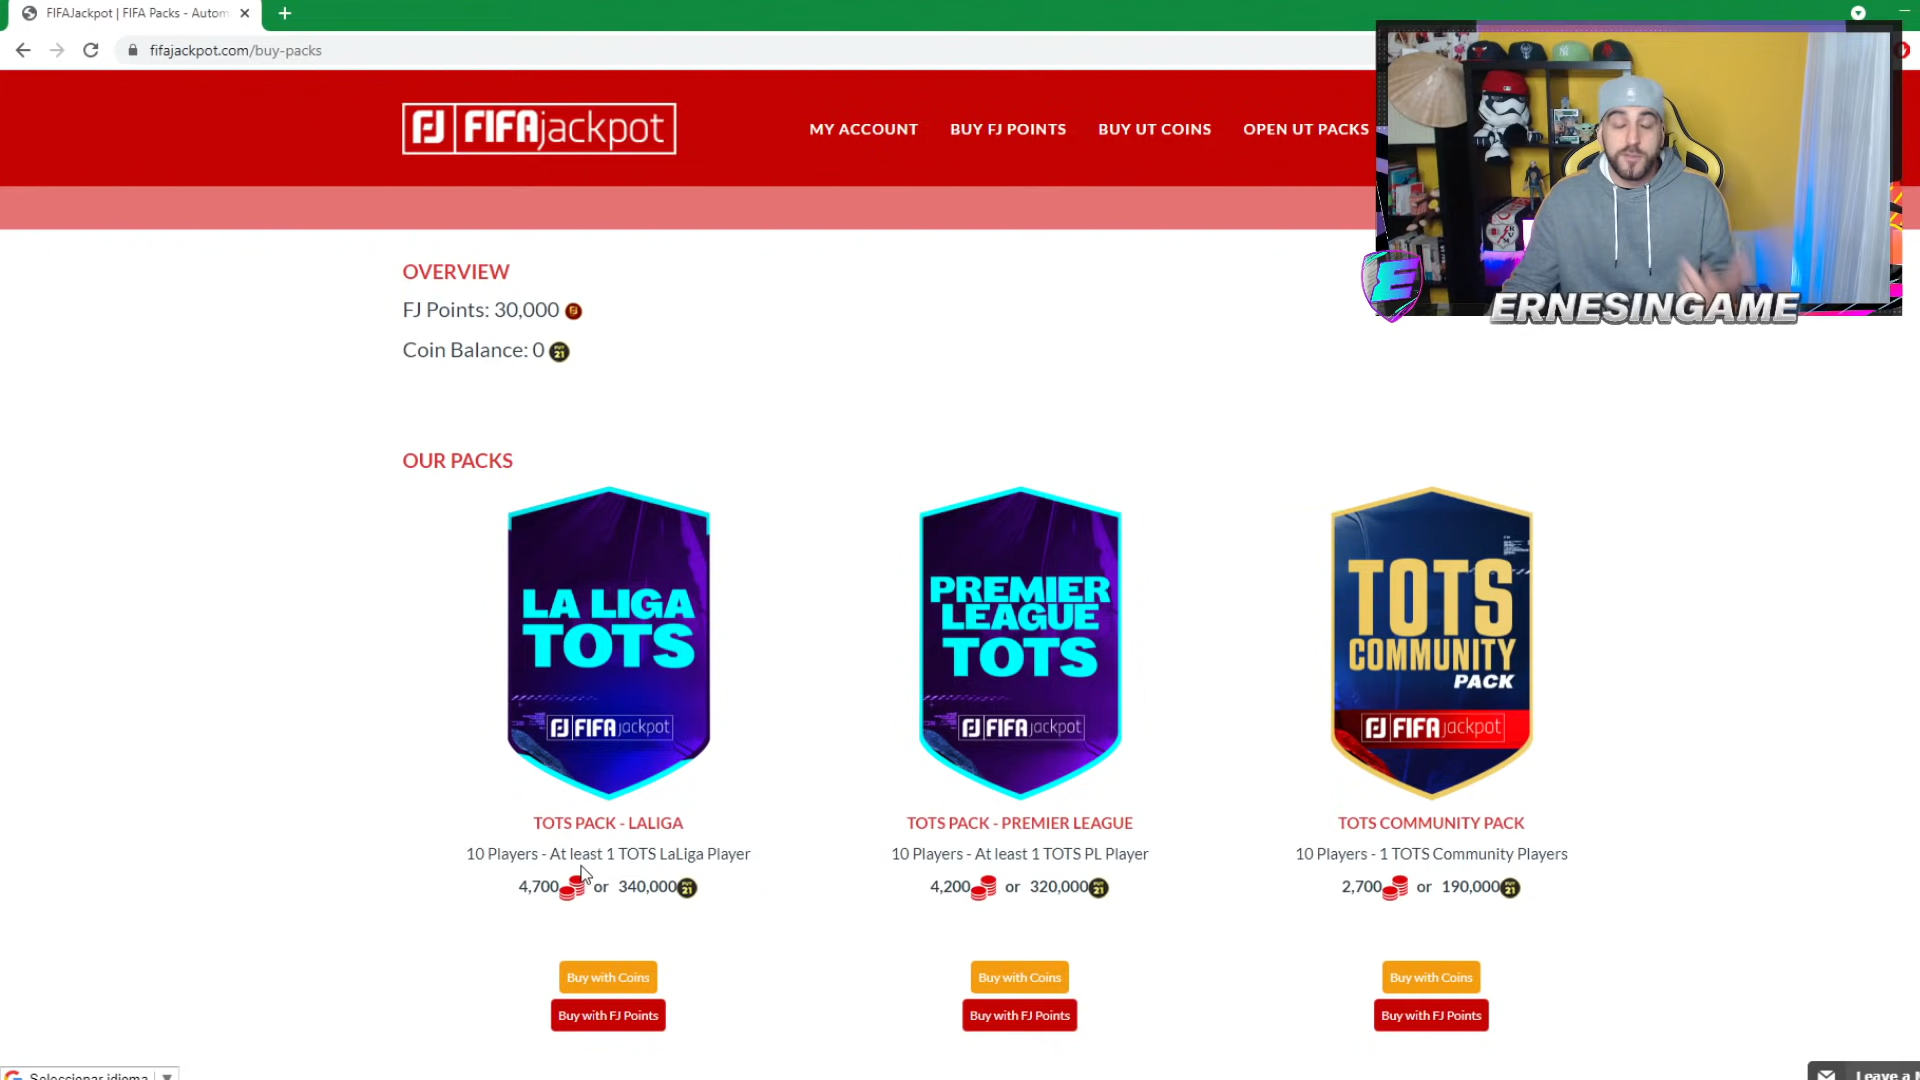 FIFAJackpot | FIFA Packs - Autom
fifajackpot.com/buy-packs
FJ FIFAjackpot
MY ACCOUNT
BUY FJ POINTS
BUY UT COINS
OPEN UT PACKS
E
ERNESINGAME
OVERVIEW
FJ Points: 30,000
Coin Balance: 0
OUR PACKS
LA LIGA
TOTS
FJ FIFAjackpot
PREMIER
LEAGUE
TOTS
FJ FIFAjackpot
TOTS
COMMUNITY
PACK
FJ FIFAjackpot
TOTS PACK - LALIGA
10 Players - At least 1 TOTS LaLiga Player
4,700 or 340,000
Buy with Coins
Buy with FJ Points
TOTS PACK - PREMIER LEAGUE
10 Players - At least 1 TOTS PL Player
4,200 or 320,000
Buy with Coins
Buy with FJ Points
TOTS COMMUNITY PACK
10 Players - 1 TOTS Community Players
2,700 or 190,000
Buy with Coins
Buy with FJ Points
Seleccionar idioma
Leave a